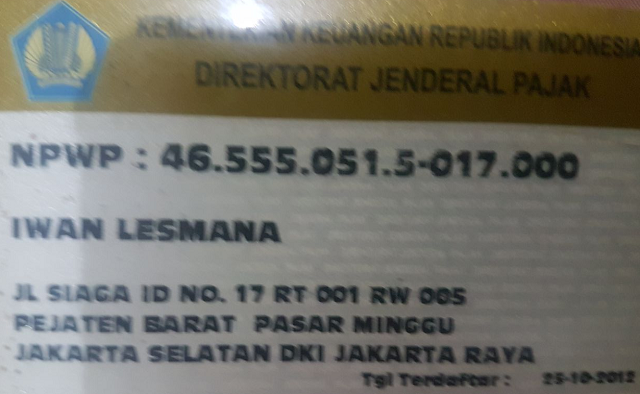 KEMENTERIAN KEUANGAN REPUBLIK INDONESIA
DIREKTORAT JENDERAL PAJAK
NPWP : 46.555.051.5-017.000
IWAN LESMANA
JL SIAGA ID NO. 17 RT 001 RW 005
PEJATEN BARAT PASAR MINGGU
JAKARTA SELATAN DKI JAKARTA RAYA
Tgl Terdaftar : 25-10-2012